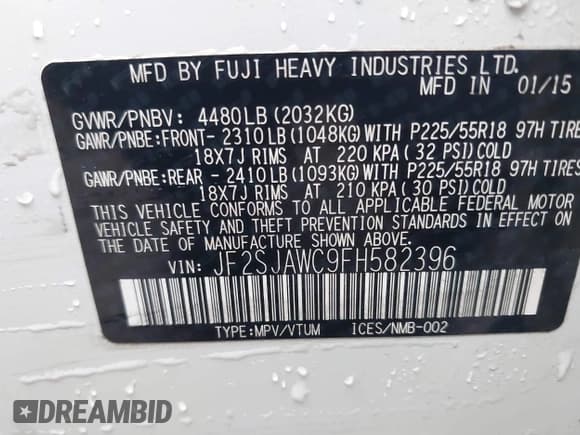 MFD BY FUJI HEAVY INDUSTRIES LTD.
MFD IN 01/15
GVWR/PNBV: 4480LB (2032KG)
GAWR/PNBE:FRONT- 2310LB (1048KG) WITH P225/55R18 97H TIRES
18X7J RIMS AT 220 KPA ( 32 PSI) COLD
GAWR/PNBE:REAR - 2410LB (1093KG) WITH P225/55R18 97H TIRES
18X7J RIMS AT 210 KPA ( 30 PSI) COLD
THIS VEHICLE CONFORMS TO ALL APPLICABLE FEDERAL MOTOR
VEHICLE SAFETY AND THEFT PREVENTION STANDARDS IN EFFECT ON
THE DATE OF MANUFACTURE SHOWN ABOVE.
VIN: JF2SJAWC9FH582396
TYPE:MPV/VTUM ICES/NMB-002
DREAMBID